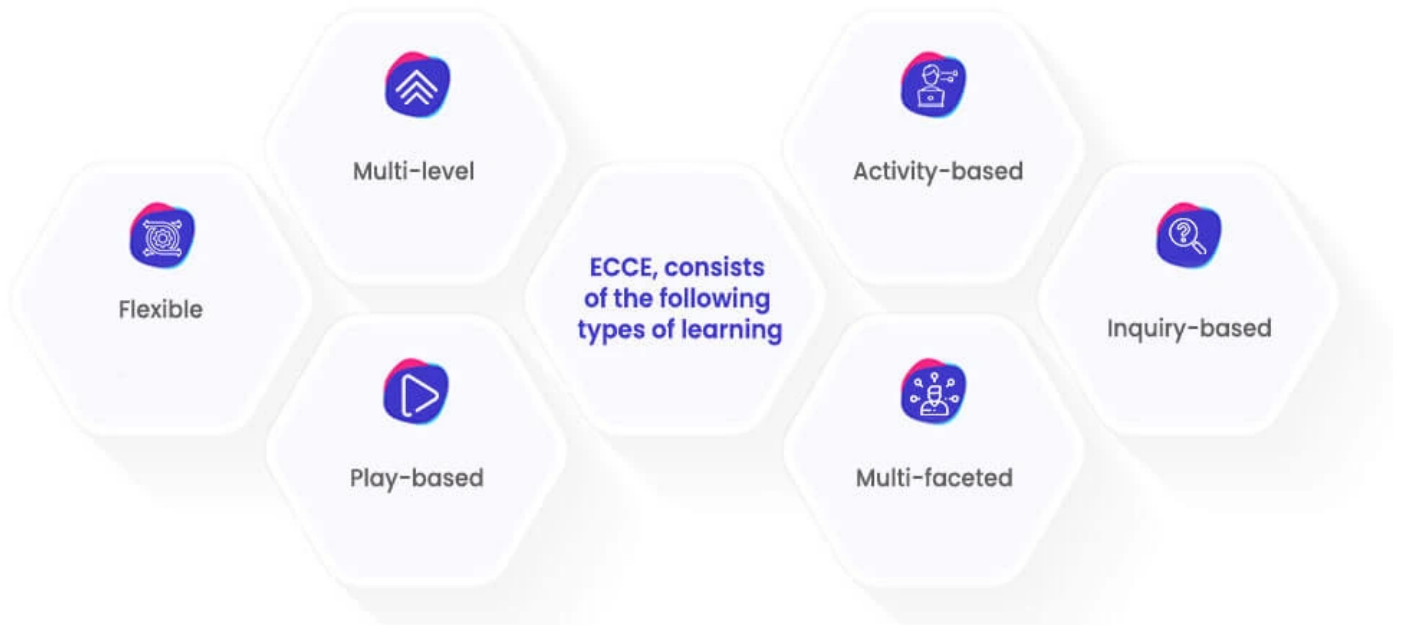 Multi-level
Activity-based
Flexible
ECCE, consists
of the following
types of learning
Inquiry-based
Play-based
Multi-faceted